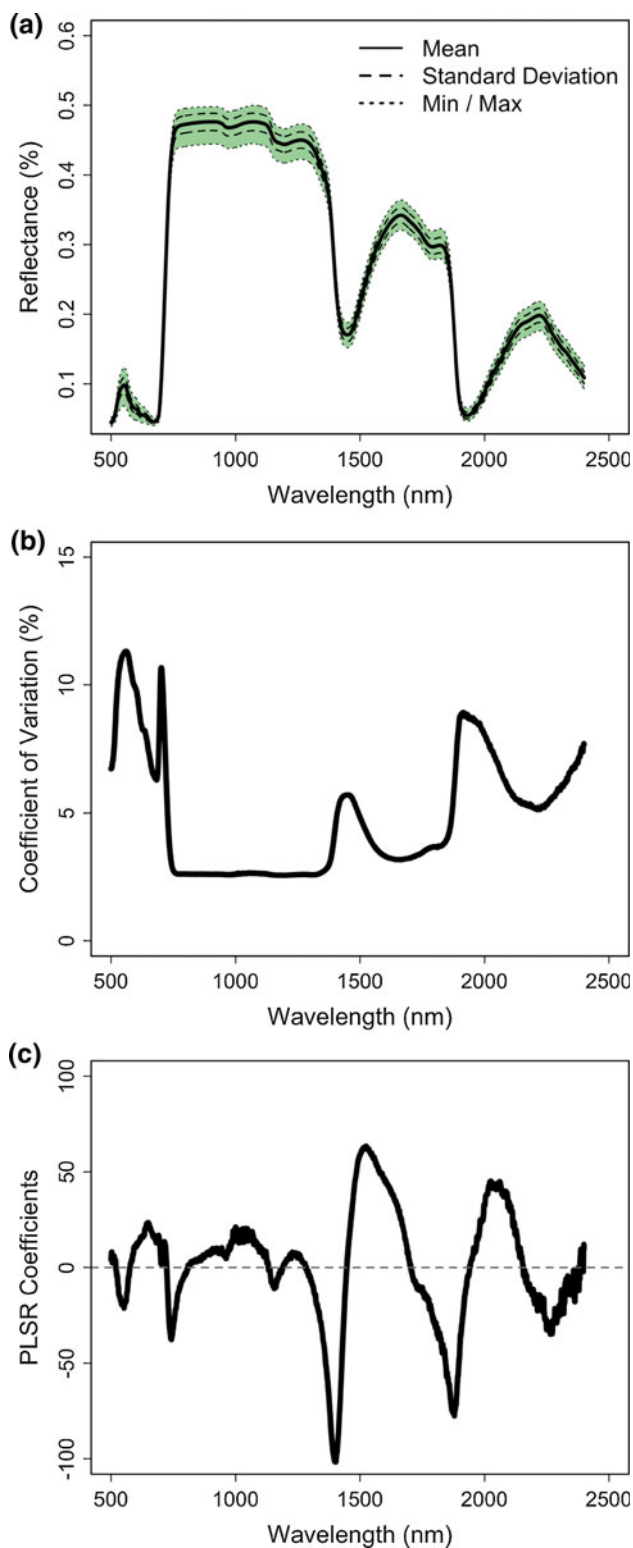 (a)
0.6
0.5
0.4
0.3
0.2
0.1
Reflectance (%)
Mean
Standard Deviation
Min / Max
500 1000 1500 2000 2500
Wavelength (nm)
(b)
15
10
5
0
Coefficient of Variation (%)
500 1000 1500 2000 2500
Wavelength (nm)
(c)
100
50
0
-50
-100
PLSR Coefficients
500 1000 1500 2000 2500
Wavelength (nm)